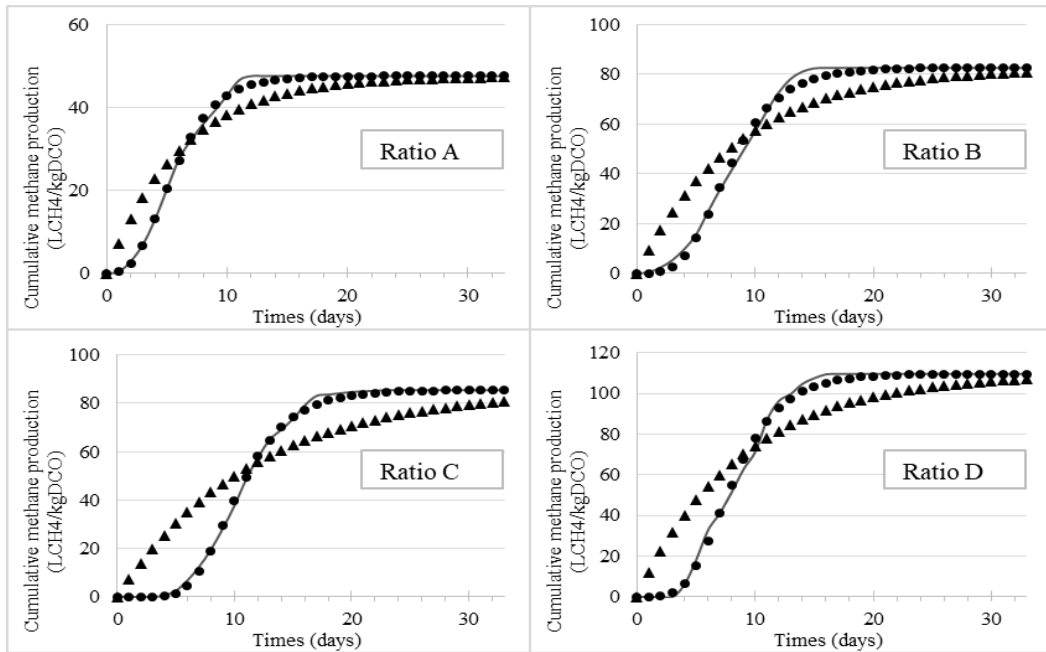 60
40
20
0
0
10
20
30
Cumulative methane production
(LCH4/kgDCO)
Times (days)
Ratio A
100
80
60
40
20
0
0
10
20
30
Cumulative methane production
(LCH4/kgDCO)
Times (days)
Ratio B
100
80
60
40
20
0
0
10
20
30
Cumulative methane production
(LCH4/kgDCO)
Times (days)
Ratio C
120
100
80
60
40
20
0
0
10
20
30
Cumulative methane production
(LCH4/kgDCO)
Times (days)
Ratio D